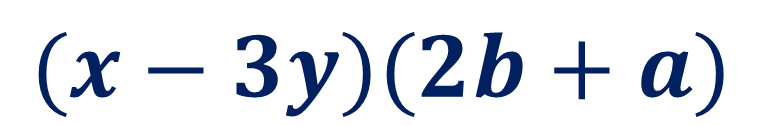 (x − 3y)(2b + a)